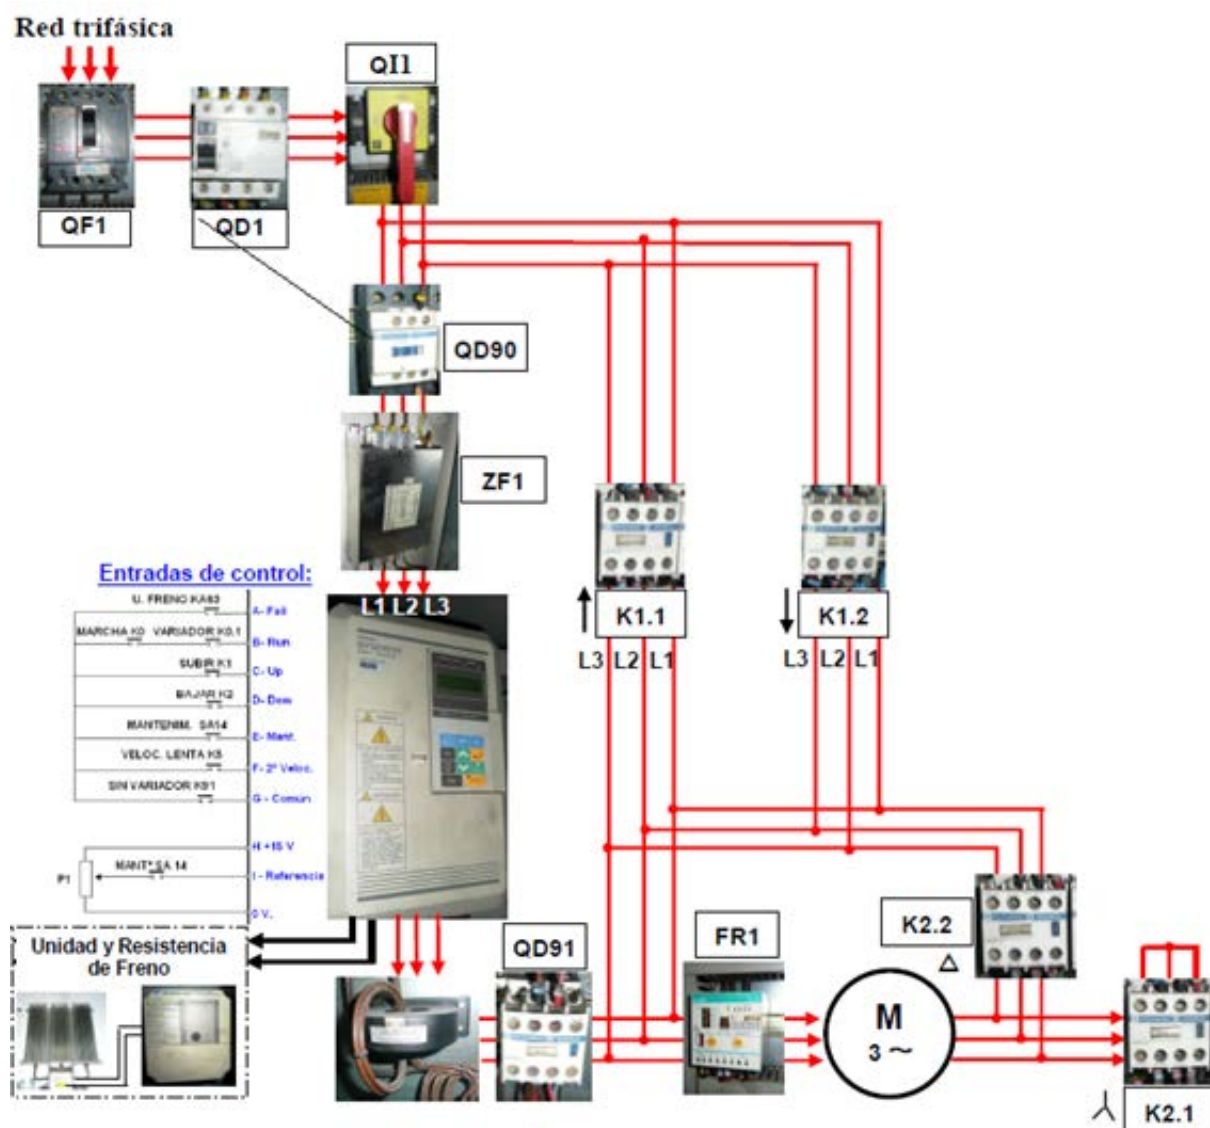 Red trifásica
QI1
QF1
QD1
QD90
ZF1
Entradas de control:
U. FRENO KA63
A- Fall
MARCHA K0 VARIADOR K0.1
B- Run
SUBIR K1
C- Up
BAJAR K2
D- Dow
MANTENIM. SA14
E- Mant.
VELOC. LENTA K5
F- 2ª Veloc.
SIN VARIADOR K91
G - Común
H +15 V
MANTº SA 14
I - Referencia
P1
0 V.
L1 L2 L3
K1.1
K1.2
L3 L2 L1
L3 L2 L1
Unidad y Resistencia
de Freno
QD91
FR1
K2.2
M
3 ~
K2.1